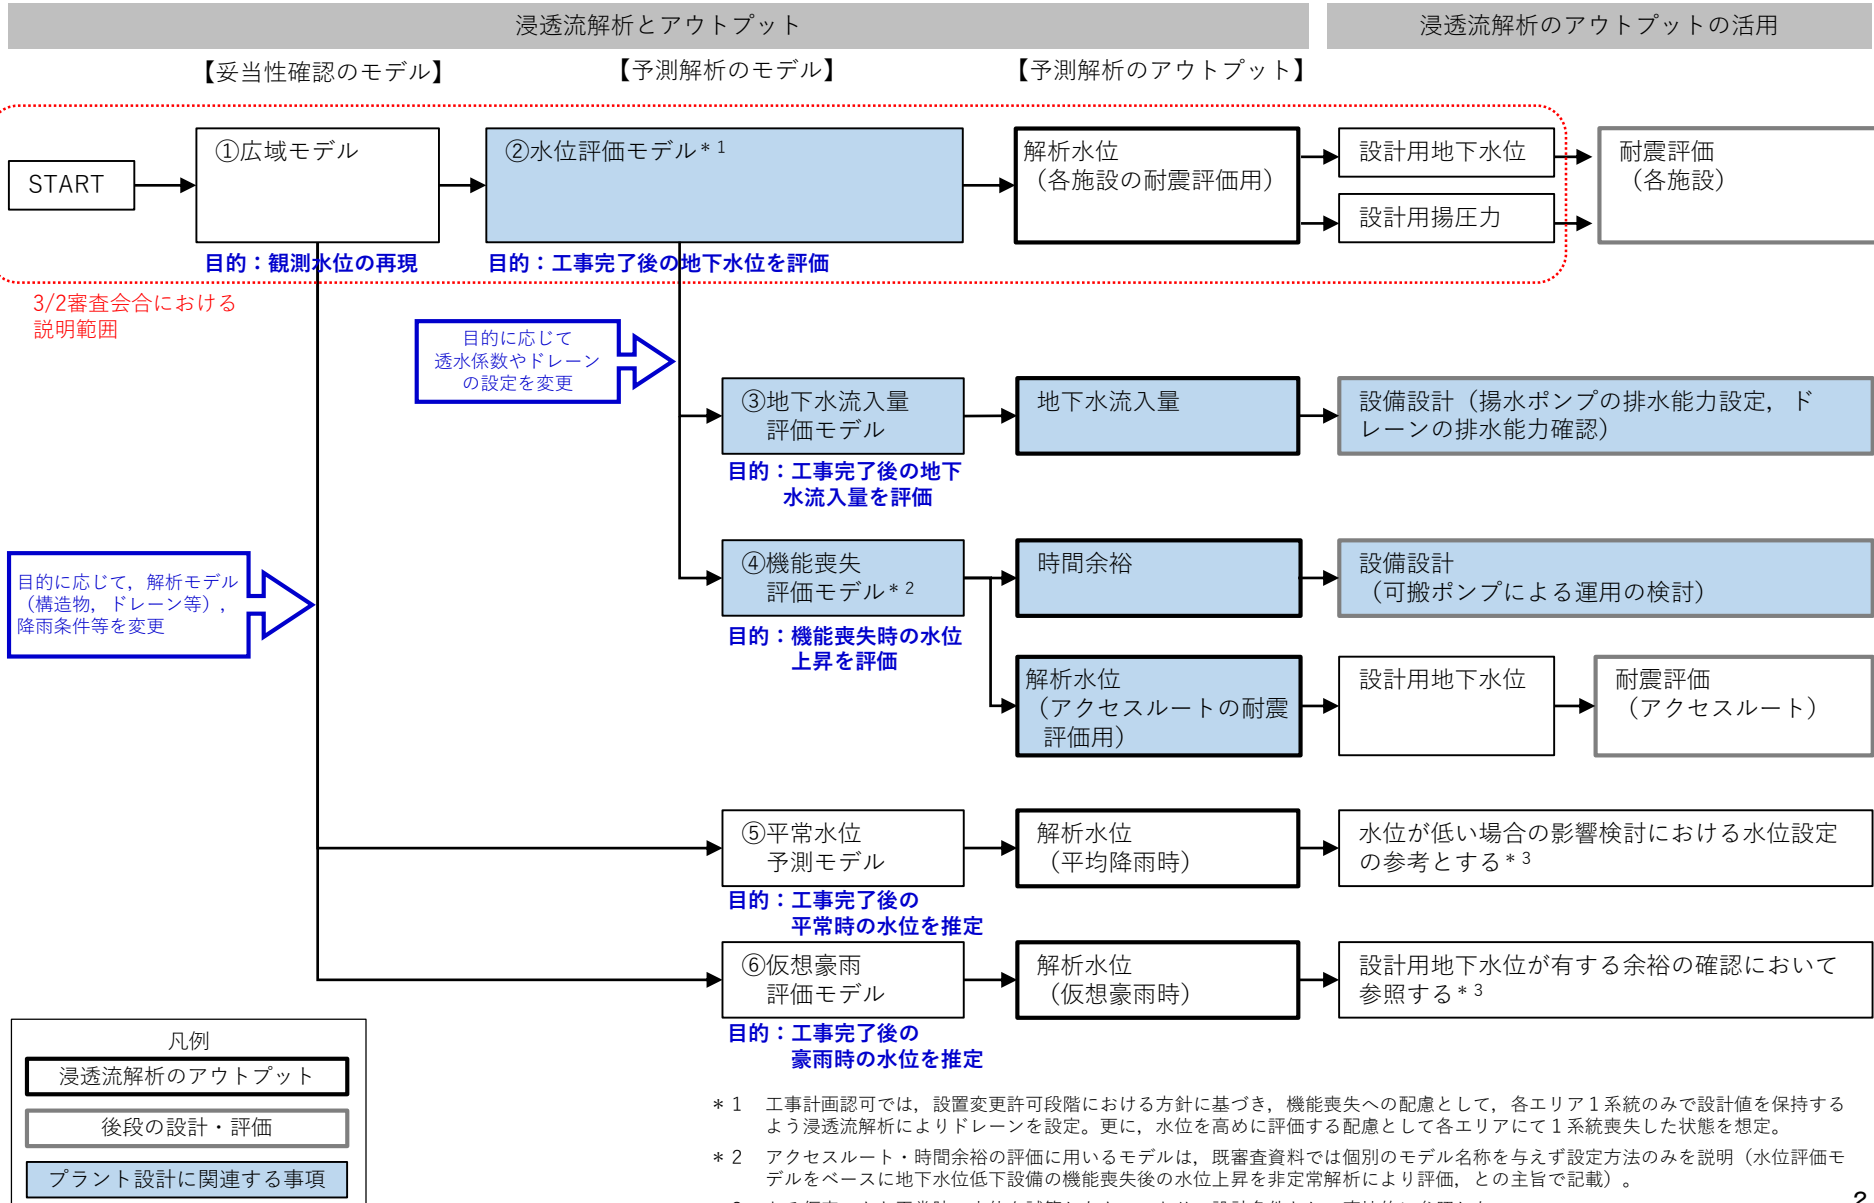 浸透流解析とアウトプット
浸透流解析のアウトプットの活用
【妥当性確認のモデル】
【予測解析のモデル】
【予測解析のアウトプット】
START
①広域モデル
目的：観測水位の再現
②水位評価モデル＊1
目的：工事完了後の地下水位を評価
解析水位
（各施設の耐震評価用）
設計用地下水位
設計用揚圧力
耐震評価
（各施設）
3/2審査会合における
説明範囲
目的に応じて
透水係数やドレーン
の設定を変更
③地下水流入量
評価モデル
目的：工事完了後の地下
水流入量を評価
地下水流入量
設備設計（揚水ポンプの排水能力設定，ド
レーンの排水能力確認）
目的に応じて，解析モデル
（構造物，ドレーン等），
降雨条件等を変更
④機能喪失
評価モデル＊2
目的：機能喪失時の水位
上昇を評価
時間余裕
設備設計
（可搬ポンプによる運用の検討）
解析水位
（アクセスルートの耐震
評価用）
設計用地下水位
耐震評価
（アクセスルート）
⑤平常水位
予測モデル
目的：工事完了後の
平常時の水位を推定
解析水位
（平均降雨時）
水位が低い場合の影響検討における水位設定
の参考とする＊3
⑥仮想豪雨
評価モデル
目的：工事完了後の
豪雨時の水位を推定
解析水位
（仮想豪雨時）
設計用地下水位が有する余裕の確認において
参照する＊3
凡例
浸透流解析のアウトプット
後段の設計・評価
プラント設計に関連する事項
＊1　工事計画認可では，設置変更許可段階における方針に基づき，機能喪失への配慮として，各エリア１系統のみで設計値を保持する
よう浸透流解析によりドレーンを設定。更に，水位を高めに評価する配慮として各エリアにて１系統喪失した状態を想定。
＊2　アクセスルート・時間余裕の評価に用いるモデルは，既審査資料では個別のモデル名称を与えず設定方法のみを説明（水位評価モ
デルをベースに地下水位低下設備の機能喪失後の水位上昇を非定常解析により評価，との主旨で記載）。